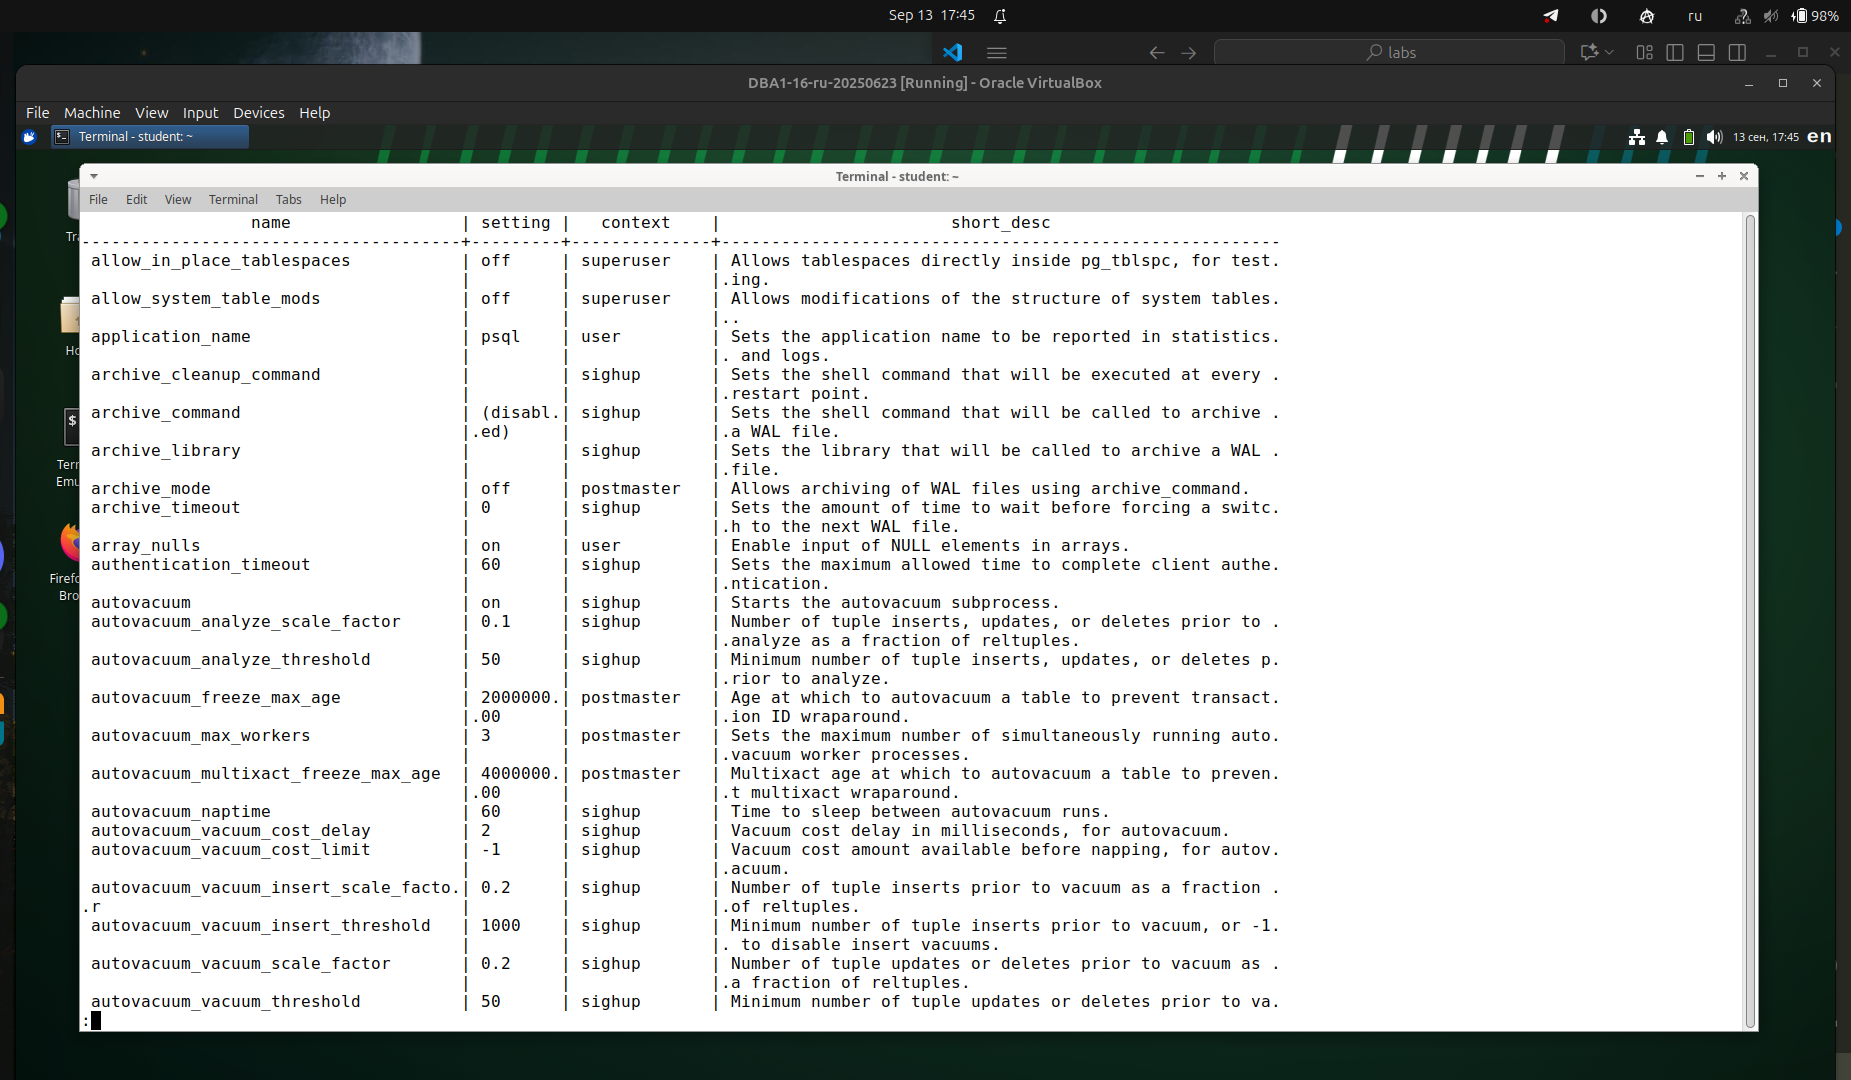 Sep 13 17:45
ru
98%
labs
DBA1-16-ru-20250623 [Running] - Oracle VirtualBox
File Machine View Input Devices Help
Terminal - student: ~
13 сен, 17:45 en
Terminal - student: ~
File Edit View Terminal Tabs Help
name | setting | context | short_desc
--------------------------------------+---------+--------------+--------------------------------------------------------
allow_in_place_tablespaces | off | superuser | Allows tablespaces directly inside pg_tblspc, for test.
| | |.ing.
allow_system_table_mods | off | superuser | Allows modifications of the structure of system tables.
| | |..
application_name | psql | user | Sets the application name to be reported in statistics.
| | |. and logs.
archive_cleanup_command | | sighup | Sets the shell command that will be executed at every .
| | |.restart point.
archive_command | (disabl.| sighup | Sets the shell command that will be called to archive .
|.ed) | |.a WAL file.
archive_library | | sighup | Sets the library that will be called to archive a WAL .
| | |.file.
archive_mode | off | postmaster | Allows archiving of WAL files using archive_command.
archive_timeout | 0 | sighup | Sets the amount of time to wait before forcing a switc.
| | |.h to the next WAL file.
array_nulls | on | user | Enable input of NULL elements in arrays.
authentication_timeout | 60 | sighup | Sets the maximum allowed time to complete client authe.
| | |.ntication.
autovacuum | on | sighup | Starts the autovacuum subprocess.
autovacuum_analyze_scale_factor | 0.1 | sighup | Number of tuple inserts, updates, or deletes prior to .
| | |.analyze as a fraction of reltuples.
autovacuum_analyze_threshold | 50 | sighup | Minimum number of tuple inserts, updates, or deletes p.
| | |.rior to analyze.
autovacuum_freeze_max_age | 2000000.| postmaster | Age at which to autovacuum a table to prevent transact.
|.00 | |.ion ID wraparound.
autovacuum_max_workers | 3 | postmaster | Sets the maximum number of simultaneously running auto.
| | |.vacuum worker processes.
autovacuum_multixact_freeze_max_age | 4000000.| postmaster | Multixact age at which to autovacuum a table to preven.
|.00 | |.t multixact wraparound.
autovacuum_naptime | 60 | sighup | Time to sleep between autovacuum runs.
autovacuum_vacuum_cost_delay | 2 | sighup | Vacuum cost delay in milliseconds, for autovacuum.
autovacuum_vacuum_cost_limit | -1 | sighup | Vacuum cost amount available before napping, for autov.
| | |.acuum.
autovacuum_vacuum_insert_scale_facto.| 0.2 | sighup | Number of tuple inserts prior to vacuum as a fraction .
.r | | |.of reltuples.
autovacuum_vacuum_insert_threshold | 1000 | sighup | Minimum number of tuple inserts prior to vacuum, or -1.
| | |. to disable insert vacuums.
autovacuum_vacuum_scale_factor | 0.2 | sighup | Number of tuple updates or deletes prior to vacuum as .
| | |.a fraction of reltuples.
autovacuum_vacuum_threshold | 50 | sighup | Minimum number of tuple updates or deletes prior to va.
:
Tr
Ho
Ter
Emu
Firefo
Bro